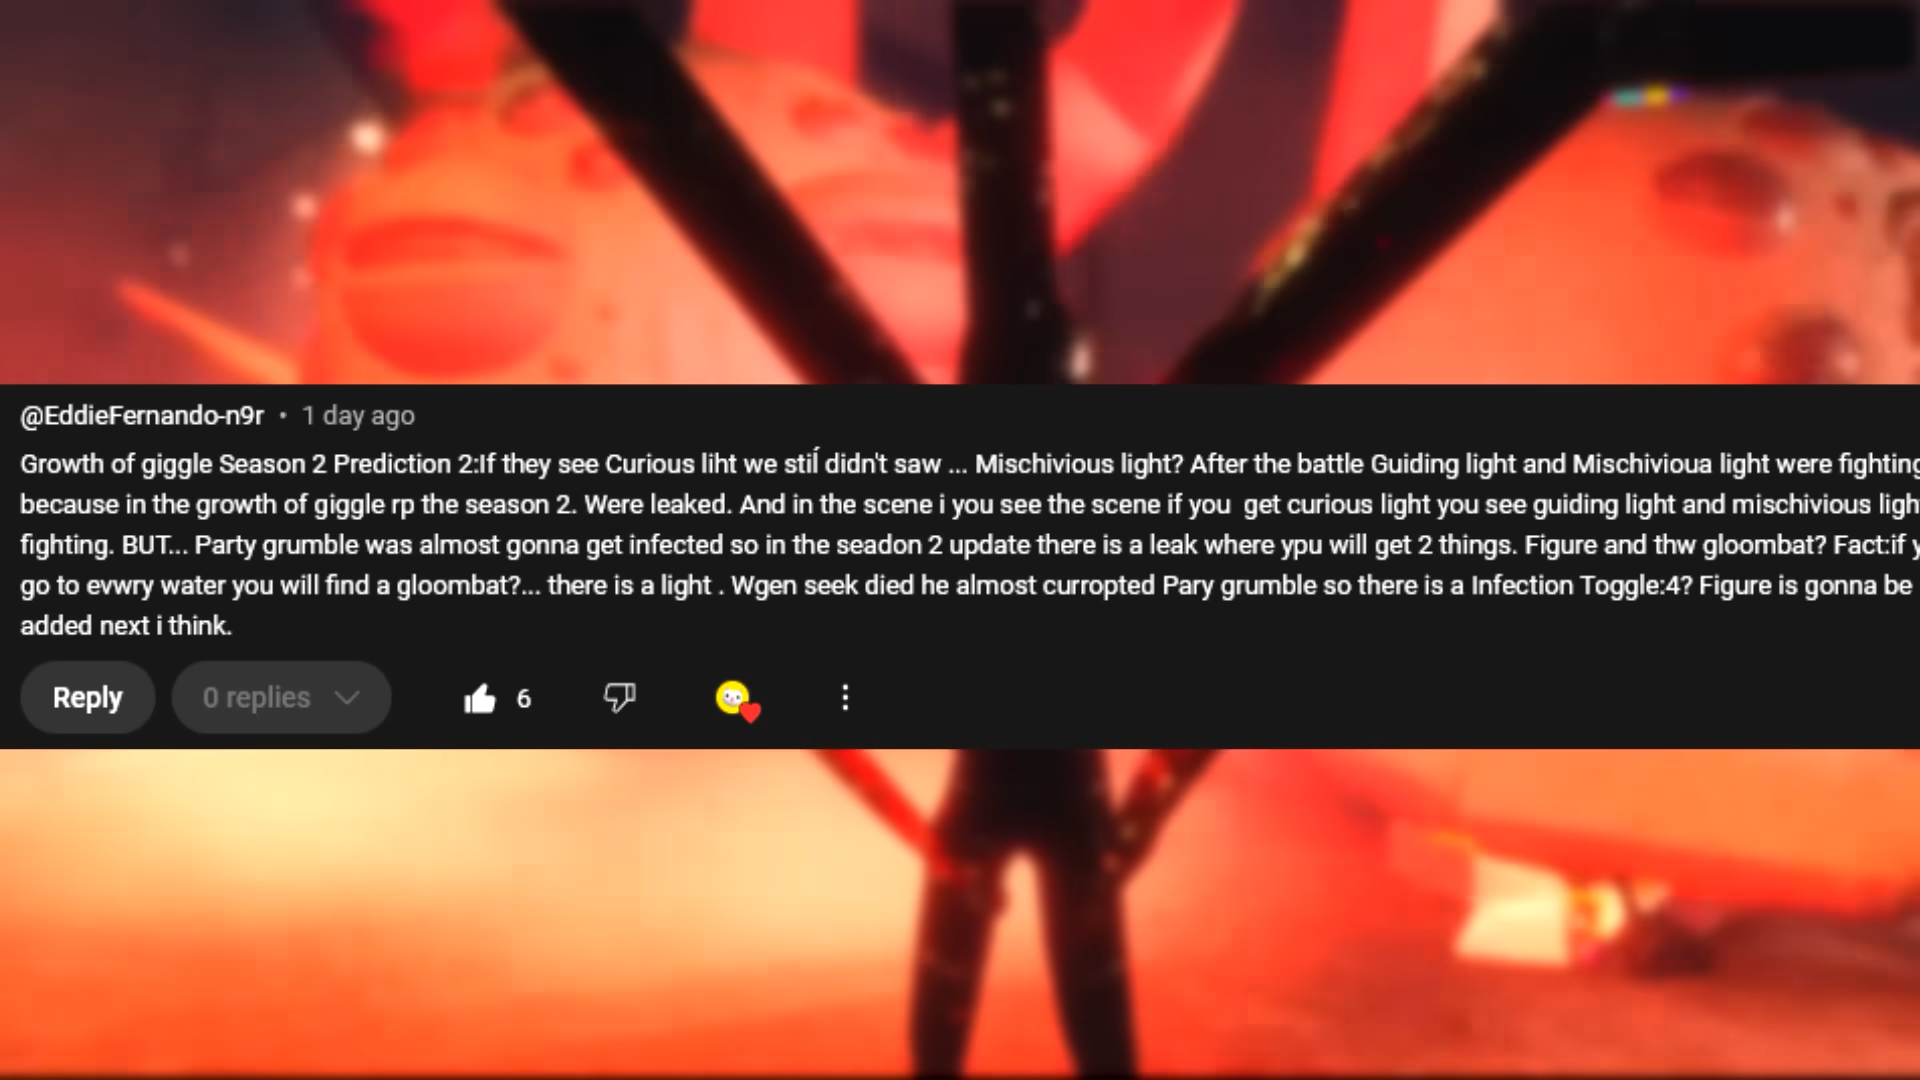 @EddieFernando-n9r • 1 day ago
Growth of giggle Season 2 Prediction 2:If they see Curious liht we stiĺ didn't saw ... Mischivious light? After the battle Guiding light and Mischivioua light were fighting
because in the growth of giggle rp the season 2. Were leaked. And in the scene i you see the scene if you  get curious light you see guiding light and mischivious ligh
fighting. BUT... Party grumble was almost gonna get infected so in the seadon 2 update there is a leak where ypu will get 2 things. Figure and thw gloombat? Fact:if y
go to evwry water you will find a gloombat?... there is a light . Wgen seek died he almost curropted Pary grumble so there is a Infection Toggle:4? Figure is gonna be
added next i think.
Reply 0 replies 6